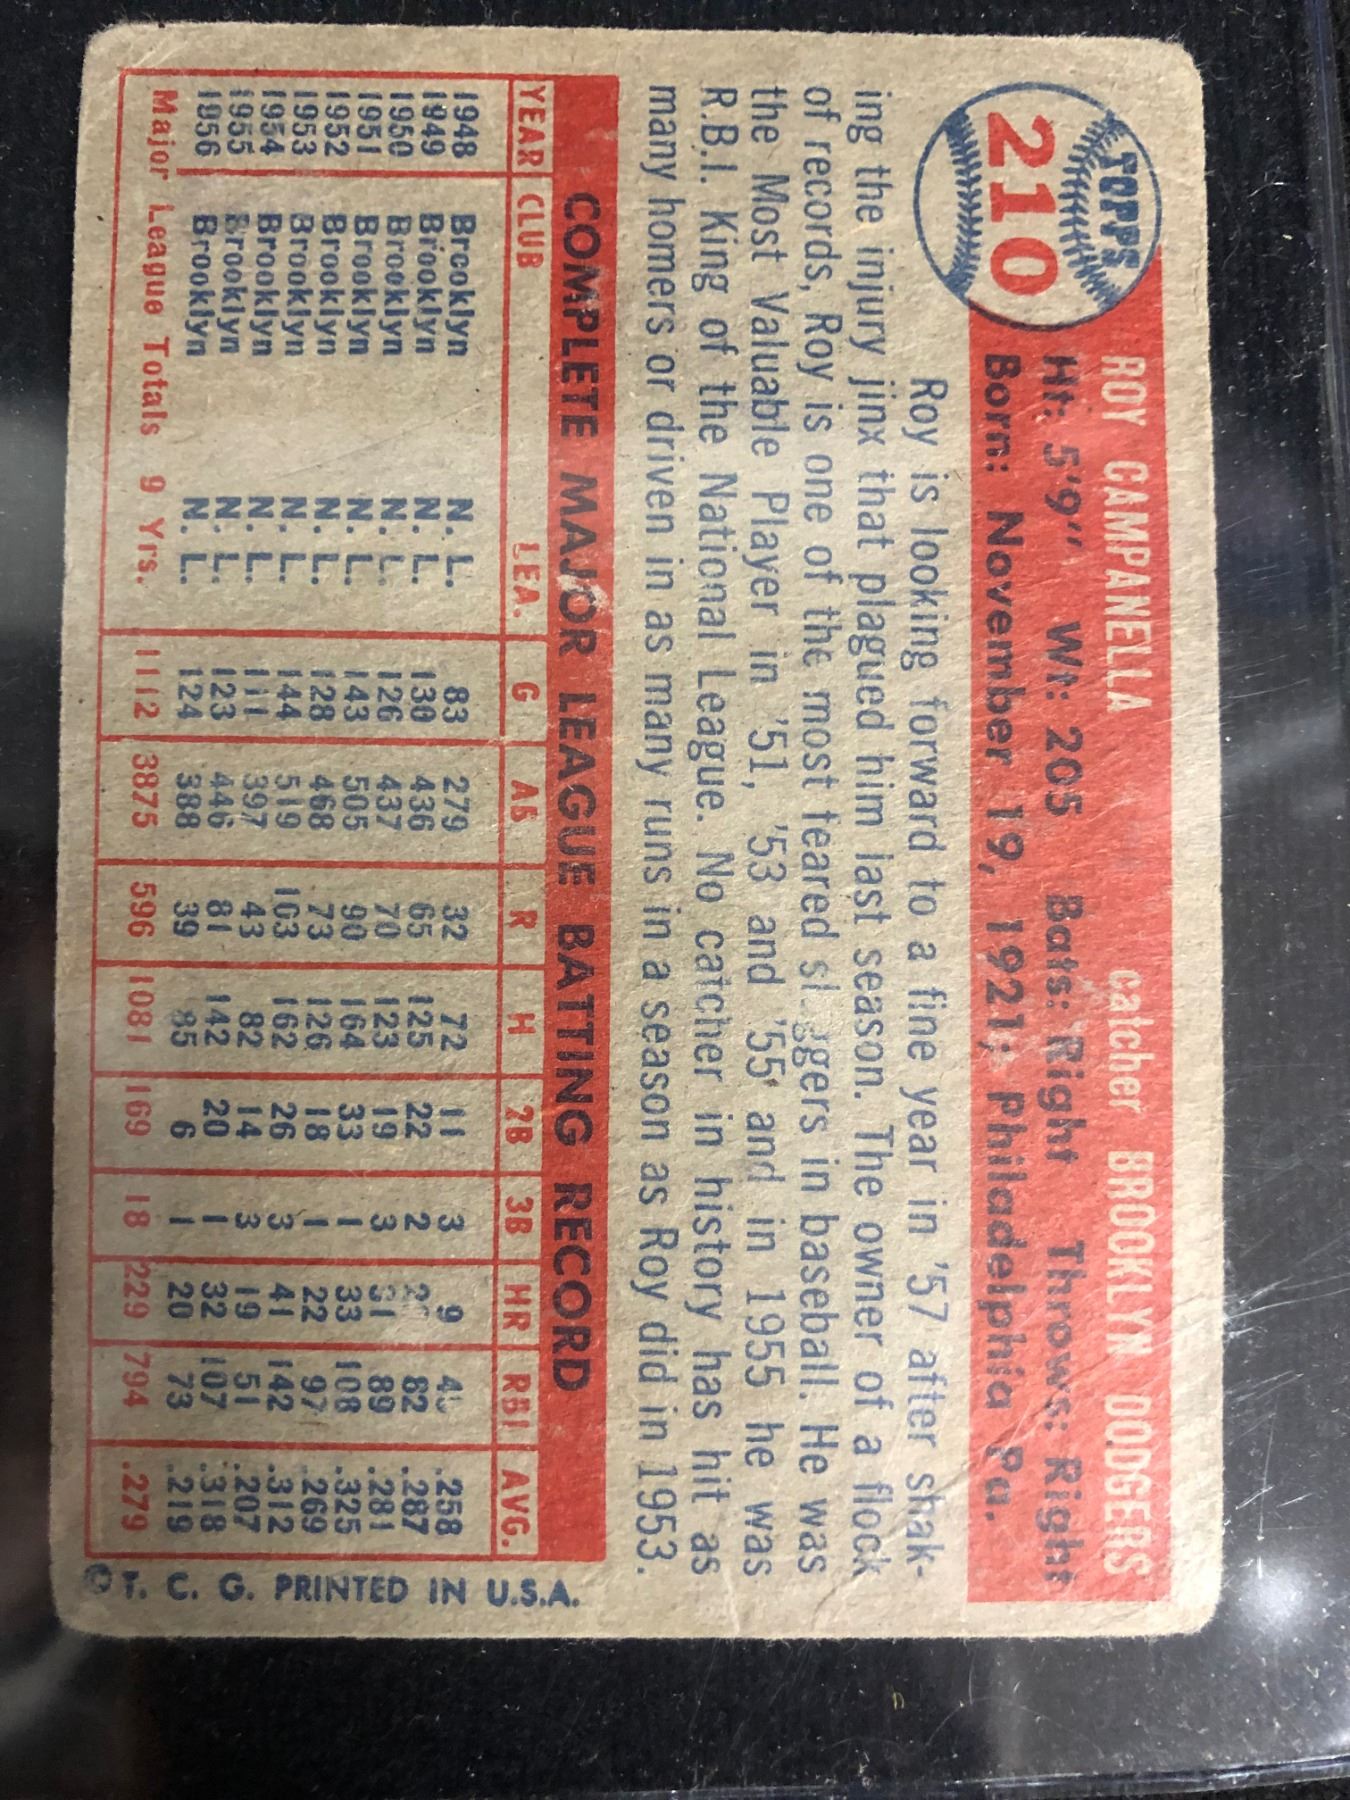 TOPPS
210
ROY CAMPANELLA catcher BROOKLYN DODGERS
Ht: 5'9" Wt: 205 Bats: Right Throws: Right
Born: November 19, 1921; Philadelphia Pa.
Roy is looking forward to a fine year in '57 after shak-
ing the injury jinx that plagued him last season. The owner of a flock
of records, Roy is one of the most feared sluggers in baseball. He was
the Most Valuable Player in '51, '53 and '55 and in 1955 he was
R.B.I. King of the National League. No catcher in history has hit as
many homers or driven in as many runs in a season as Roy did in 1953.
COMPLETE MAJOR LEAGUE BATTING RECORD
YEAR CLUB LEA. G AB R H 2B 3B HR RBI AVG.
1948 Brooklyn N. L. 83 279 32 72 11 3 9 .258
1949 Brooklyn N. L. 130 436 65 125 22 2 82 .287
1950 Brooklyn N. L. 126 437 70 123 19 3 31 89 .281
1951 Brooklyn N. L. 143 505 90 164 33 1 33 108 .325
1952 Brooklyn N. L. 128 468 73 126 18 1 22 97 .269
1953 Brooklyn N. L. 144 519 103 162 26 3 41 142 .312
1954 Brooklyn N. L. 111 397 43 82 14 3 19 51 .207
1955 Brooklyn N. L. 123 446 81 142 20 1 32 107 .318
1956 Brooklyn N. L. 124 388 39 85 6 1 20 73 .219
Major League Totals 9 Yrs. 1112 3875 596 1081 169 18 229 794 .279
© T. C. G. PRINTED IN U.S.A.